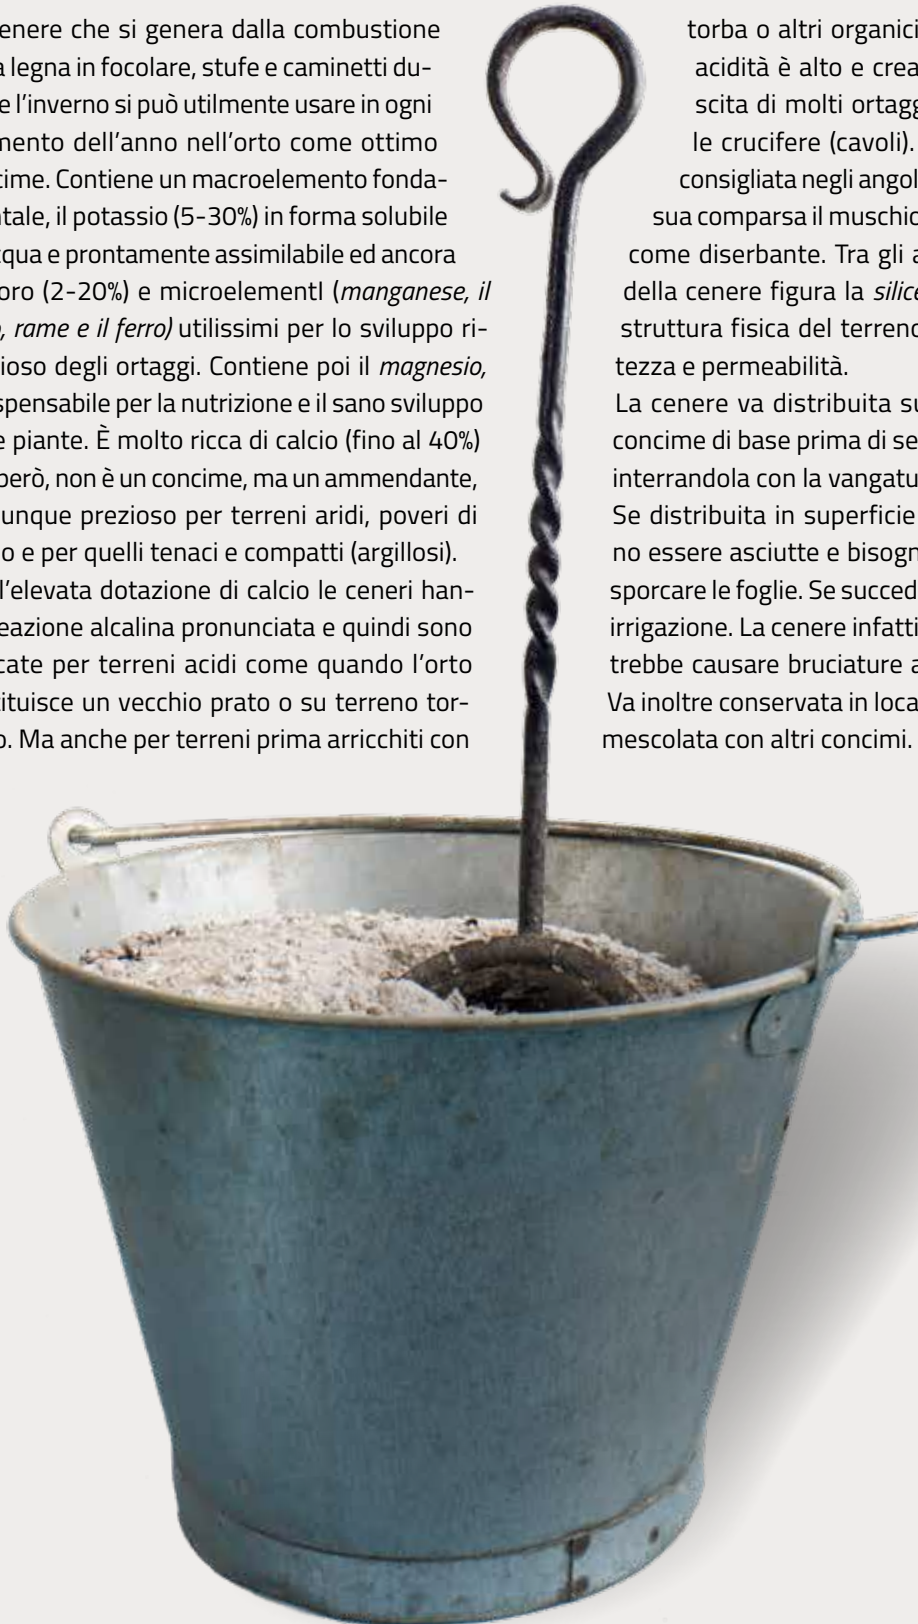 enere che si genera dalla combustione
a legna in focolare, stufe e caminetti du-
e l'inverno si può utilmente usare in ogni
mento dell'anno nell'orto come ottimo
cime. Contiene un macroelemento fonda-
ntale, il potassio (5-30%) in forma solubile
cqua e prontamente assimilabile ed ancora
oro (2-20%) e microelementI (manganese, il
o, rame e il ferro) utilissimi per lo sviluppo ri-
ioso degli ortaggi. Contiene poi il magnesio,
spensabile per la nutrizione e il sano sviluppo
e piante. È molto ricca di calcio (fino al 40%)
però, non è un concime, ma un ammendante,
unque prezioso per terreni aridi, poveri di
o e per quelli tenaci e compatti (argillosi).
l'elevata dotazione di calcio le ceneri han-
eazione alcalina pronunciata e quindi sono
cate per terreni acidi come quando l'orto
tituisce un vecchio prato o su terreno tor-
o. Ma anche per terreni prima arricchiti con
torba o altri organici
acidità è alto e crea
scita di molti ortagg
le crucifere (cavoli).
consigliata negli angol
sua comparsa il muschio
come diserbante. Tra gli a
della cenere figura la silice
struttura fisica del terreno
tezza e permeabilità.
La cenere va distribuita su
concime di base prima di se
interrandola con la vangatu
Se distribuita in superficie
no essere asciutte e bisogn
sporcare le foglie. Se succed
irrigazione. La cenere infatti
trebbe causare bruciature a
Va inoltre conservata in loca
mescolata con altri concimi.